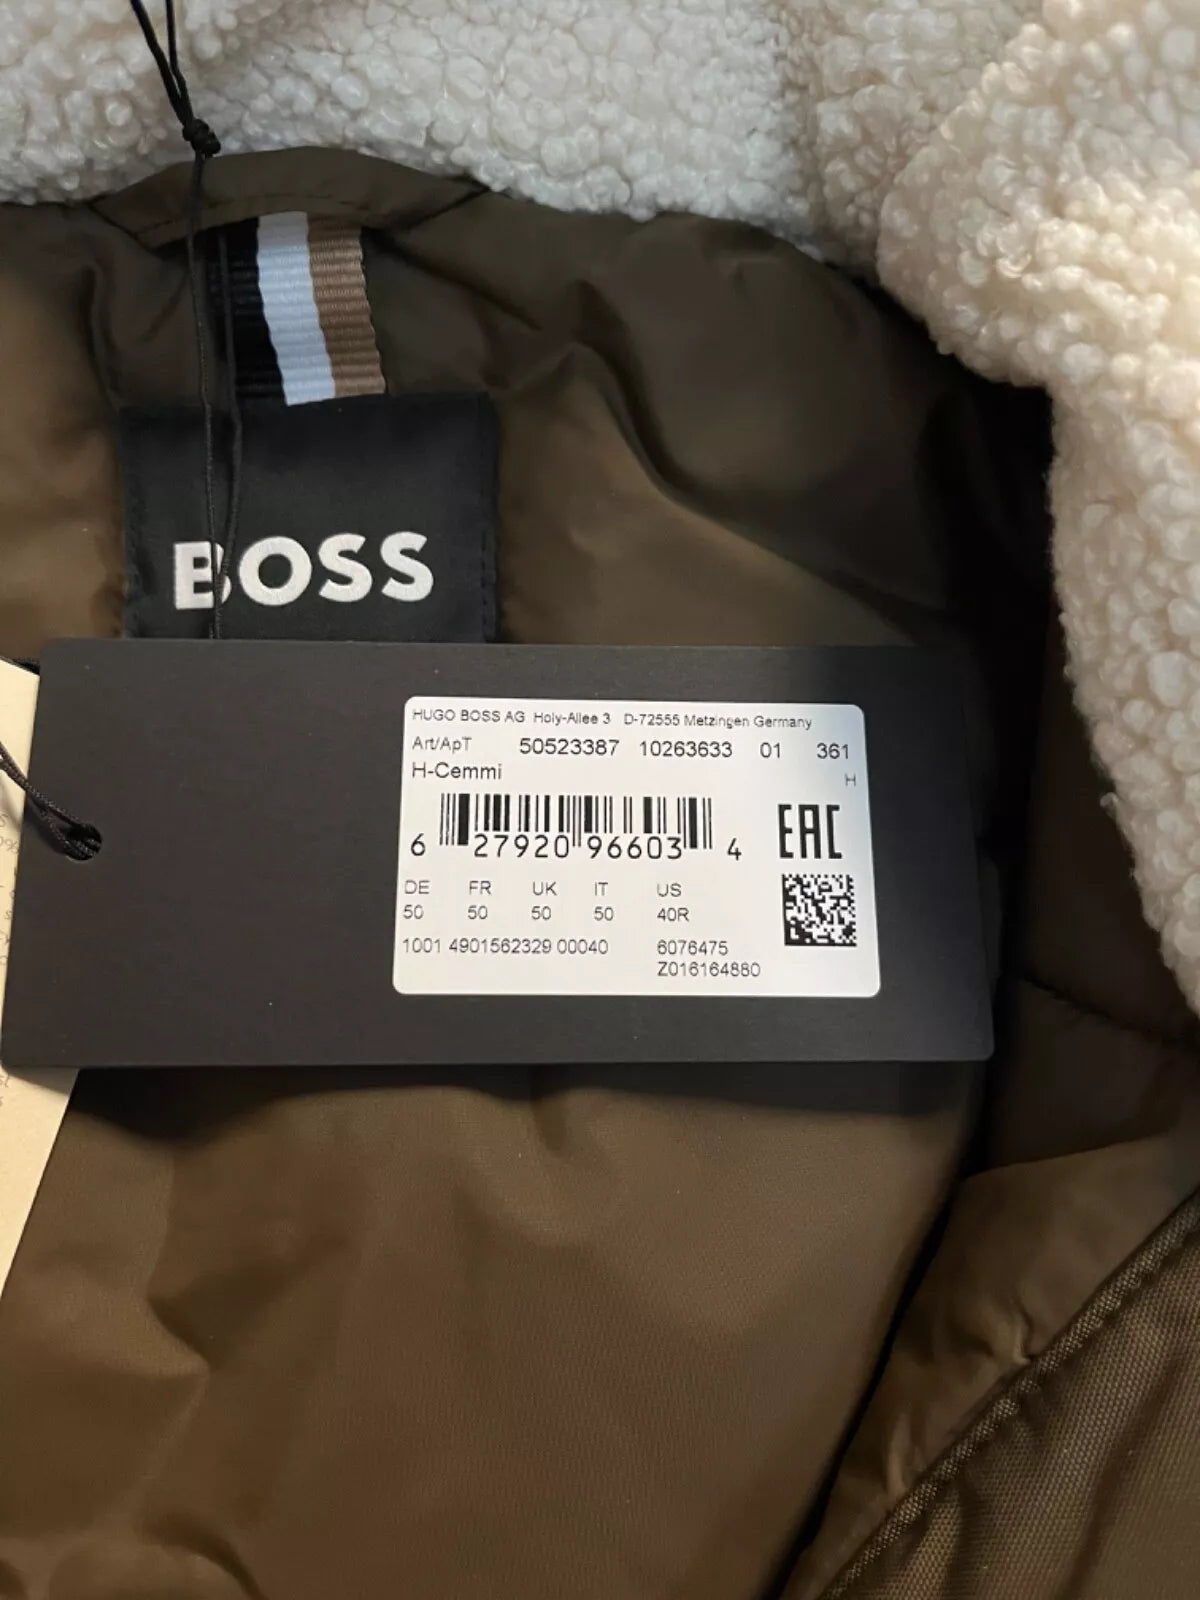 BOSS
HUGO BOSS AG Holy-Allee 3 D-72555 Metzingen Germany
Art/ApT 50523387 10263633 01 361
H-Cemmi H
6 27920 96603 4
EAC
DE FR UK IT US
50 50 50 50 40R
1001 4901562329 00040 6076475
Z016164880